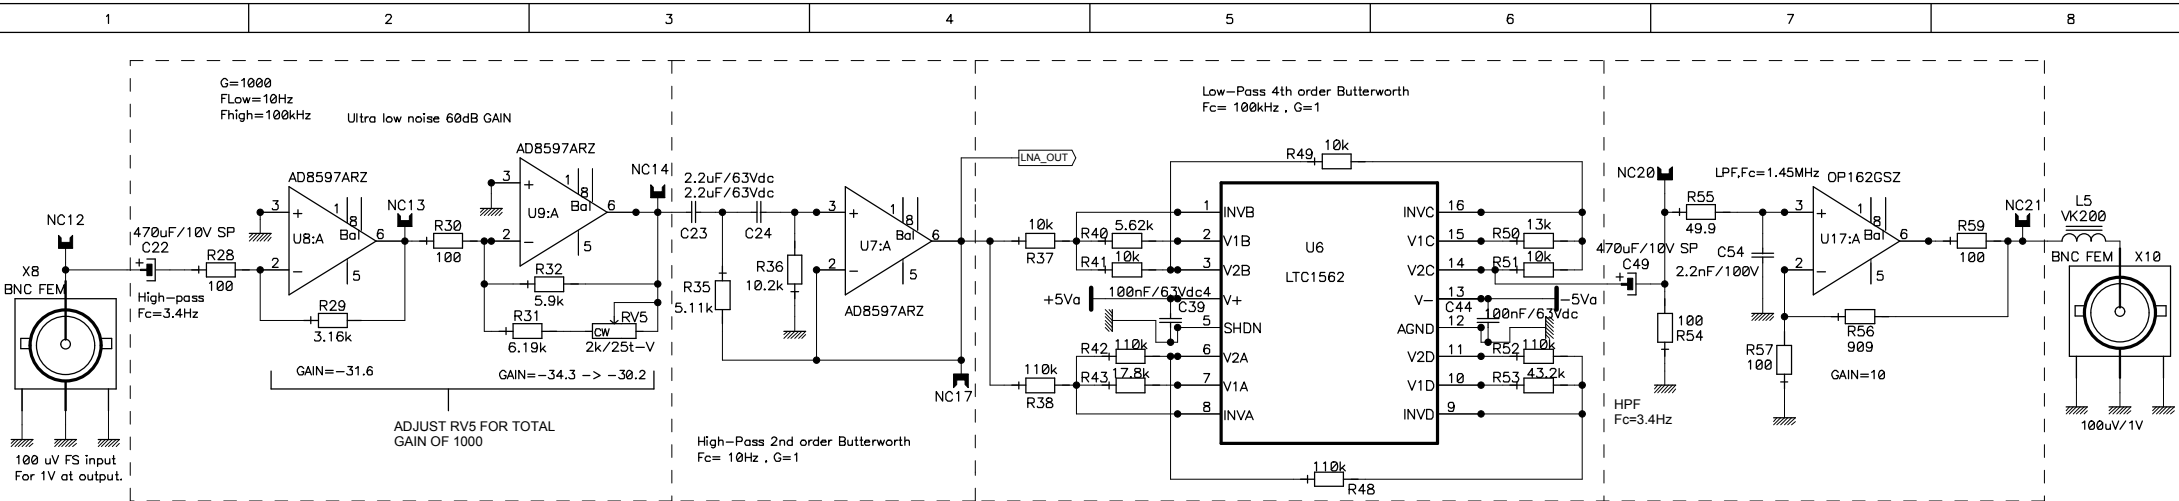 1 2 3 4 5 6 7 8
G=1000
FLow=10Hz
Fhigh=100kHz
Ultra low noise 60dB GAIN
NC12
X8
BNC FEM
100 uV FS input
For 1V at output.
470uF/10V SP
C22
High-pass
Fc=3.4Hz
R28
100
AD8597ARZ
3
+
2
-
U8:A
1
8
Bal
6
5
NC13
R29
3.16k
GAIN=-31.6
R30
100
AD8597ARZ
3
+
2
-
U9:A
1
8
Bal
6
5
NC14
R32
5.9k
R31
6.19k
CW
RV5
2k/25t-V
GAIN=-34.3 -> -30.2
ADJUST RV5 FOR TOTAL
GAIN OF 1000
2.2uF/63Vdc
2.2uF/63Vdc
C23
C24
R35
5.11k
R36
10.2k
3
+
2
-
U7:A
1
8
Bal
6
4
AD8597ARZ
LNA_OUT
NC17
High-Pass 2nd order Butterworth
Fc= 10Hz , G=1
Low-Pass 4th order Butterworth
Fc= 100kHz , G=1
R49
10k
10k
R37
R40
5.62k
R41
10k
+5Va
100nF/63Vdc
C39
R42
110k
R43
17.8k
110k
R38
U6
LTC1562
1 INVB
2 V1B
3 V2B
4 V+
5 SHDN
6 V2A
7 V1A
8 INVA
INVC 16
V1C 15
V2C 14
V- 13
AGND 12
V2D 11
V1D 10
INVD 9
R50
13k
R51
10k
C44
100nF/63Vdc
-5Va
R52
110k
R53
43.2k
110k
R48
470uF/10V SP
C49
NC20
R55
49.9
100
R54
HPF
Fc=3.4Hz
LPF,Fc=1.45MHz
C54
2.2nF/100V
OP162GSZ
3
+
2
-
U17:A
1
8
Bal
6
5
R57
100
R56
909
GAIN=10
R59
100
NC21
L5
VK200
BNC FEM
X10
100uV/1V